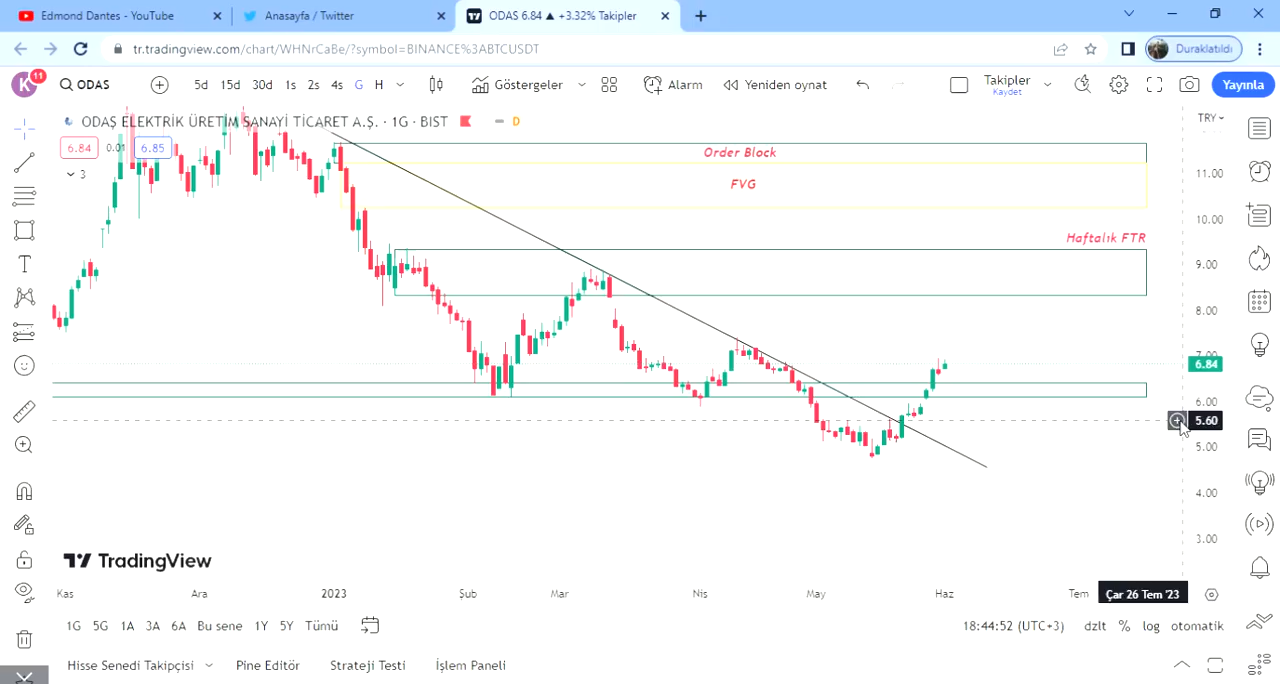 Edmond Dantes - YouTube
Anasayfa / Twitter
ODAS 6.84 ▲ +3.32% Takipler
tr.tradingview.com/chart/WHNrCaBe/?symbol=BINANCE%3ABTCUSDT
Duraklatıldı
K 11
ODAS
5d 15d 30d 1s 2s 4s G H
Göstergeler
Alarm
Yeniden oynat
Takipler
Kaydet
Yayınla
ODAŞ ELEKTRİK ÜRETİM SANAYİ TİCARET A.Ş. · 1G · BIST
D
TRY
6.84 0.01 6.85
3
Order Block
FVG
Haftalık FTR
11.00
10.00
9.00
8.00
7.00
6.84
6.00
5.60
5.00
4.00
3.00
TradingView
Kas Ara 2023 Şub Mar Nis May Haz Tem Çar 26 Tem '23
1G 5G 1A 3A 6A Bu sene 1Y 5Y Tümü
18:44:52 (UTC+3) dzlt % log otomatik
Hisse Senedi Takipçisi Pine Editör Strateji Testi İşlem Paneli